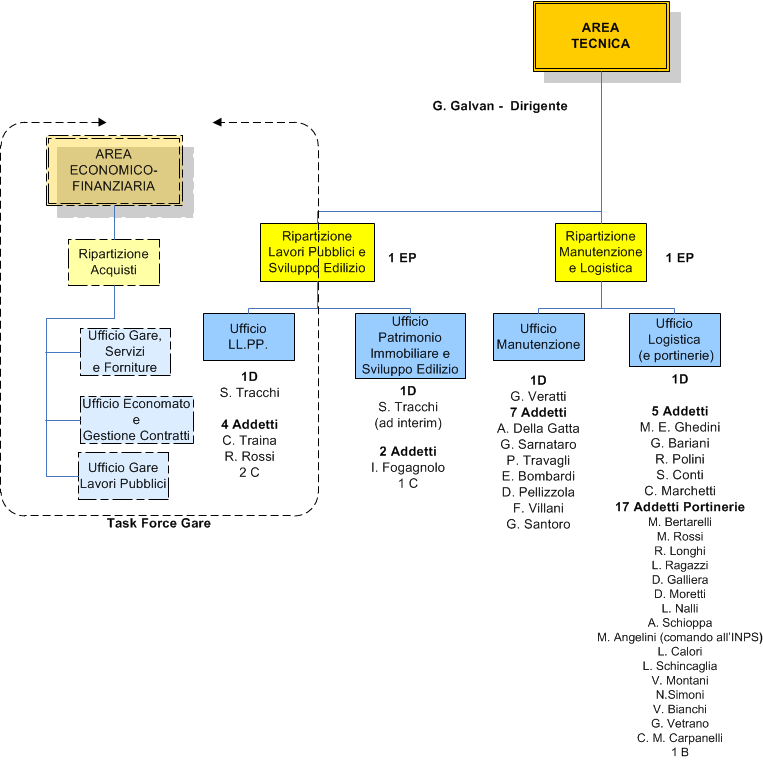 AREA
TECNICA
G. Galvan - Dirigente
AREA
ECONOMICO-
FINANZIARIA
Ripartizione
Acquisti
Ufficio Gare,
Servizi
e Forniture
Ufficio Economato
e
Gestione Contratti
Ufficio Gare
Lavori Pubblici
Task Force Gare
Ripartizione
Lavori Pubblici e
Sviluppo Edilizio
1 EP
Ufficio
LL.PP.
1D
S. Tracchi
4 Addetti
C. Traina
R. Rossi
2 C
Ufficio
Patrimonio
Immobiliare e
Sviluppo Edilizio
1D
S. Tracchi
(ad interim)
2 Addetti
I. Fogagnolo
1 C
Ripartizione
Manutenzione
e Logistica
1 EP
Ufficio
Manutenzione
1D
G. Veratti
7 Addetti
A. Della Gatta
G. Sarnataro
P. Travagli
E. Bombardi
D. Pellizzola
F. Villani
G. Santoro
Ufficio
Logistica
(e portinerie)
1D
5 Addetti
M. E. Ghedini
G. Bariani
R. Polini
S. Conti
C. Marchetti
17 Addetti Portinerie
M. Bertarelli
M. Rossi
R. Longhi
L. Ragazzi
D. Galliera
D. Moretti
L. Nalli
A. Schioppa
M. Angelini (comando all'INPS)
L. Calori
L. Schincaglia
V. Montani
N.Simoni
V. Bianchi
G. Vetrano
C. M. Carpanelli
1 B